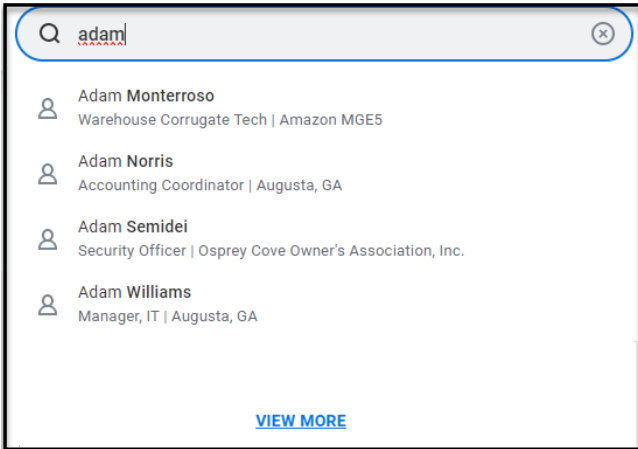 adam
Adam Monterroso
Warehouse Corrugate Tech | Amazon MGE5
Adam Norris
Accounting Coordinator | Augusta, GA
Adam Semidei
Security Officer | Osprey Cove Owner's Association, Inc.
Adam Williams
Manager, IT | Augusta, GA
VIEW MORE